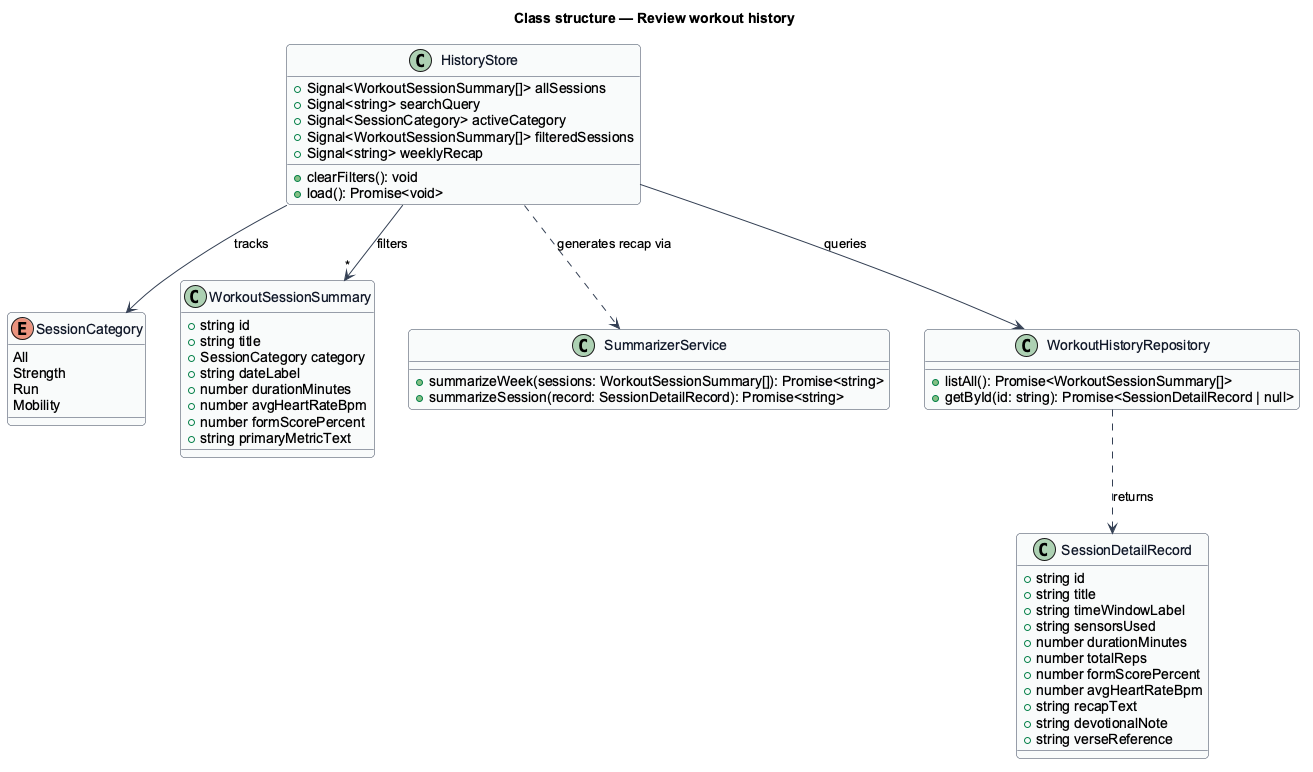 Class structure — Review workout history
C HistoryStore
Signal<WorkoutSessionSummary[]> allSessions
Signal<string> searchQuery
Signal<SessionCategory> activeCategory
Signal<WorkoutSessionSummary[]> filteredSessions
Signal<string> weeklyRecap
clearFilters(): void
load(): Promise<void>
tracks
filters
generates recap via
queries
*
E SessionCategory
All
Strength
Run
Mobility
C WorkoutSessionSummary
string id
string title
SessionCategory category
string dateLabel
number durationMinutes
number avgHeartRateBpm
number formScorePercent
string primaryMetricText
C SummarizerService
summarizeWeek(sessions: WorkoutSessionSummary[]): Promise<string>
summarizeSession(record: SessionDetailRecord): Promise<string>
C WorkoutHistoryRepository
listAll(): Promise<WorkoutSessionSummary[]>
getById(id: string): Promise<SessionDetailRecord | null>
returns
C SessionDetailRecord
string id
string title
string timeWindowLabel
string sensorsUsed
number durationMinutes
number totalReps
number formScorePercent
number avgHeartRateBpm
string recapText
string devotionalNote
string verseReference